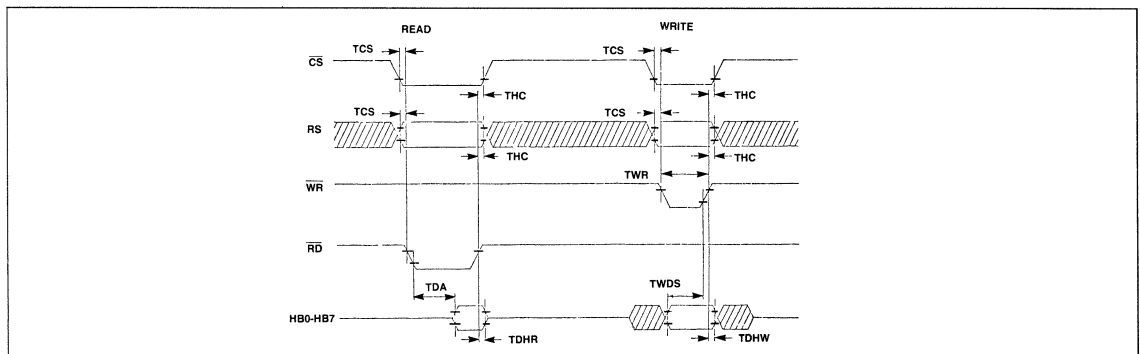 READ
WRITE
TCS
TCS
CS
THC
THC
TCS
TCS
RS
THC
THC
TWR
WR
RD
TDA
TWDS
HB0-HB7
TDHR
TDHW